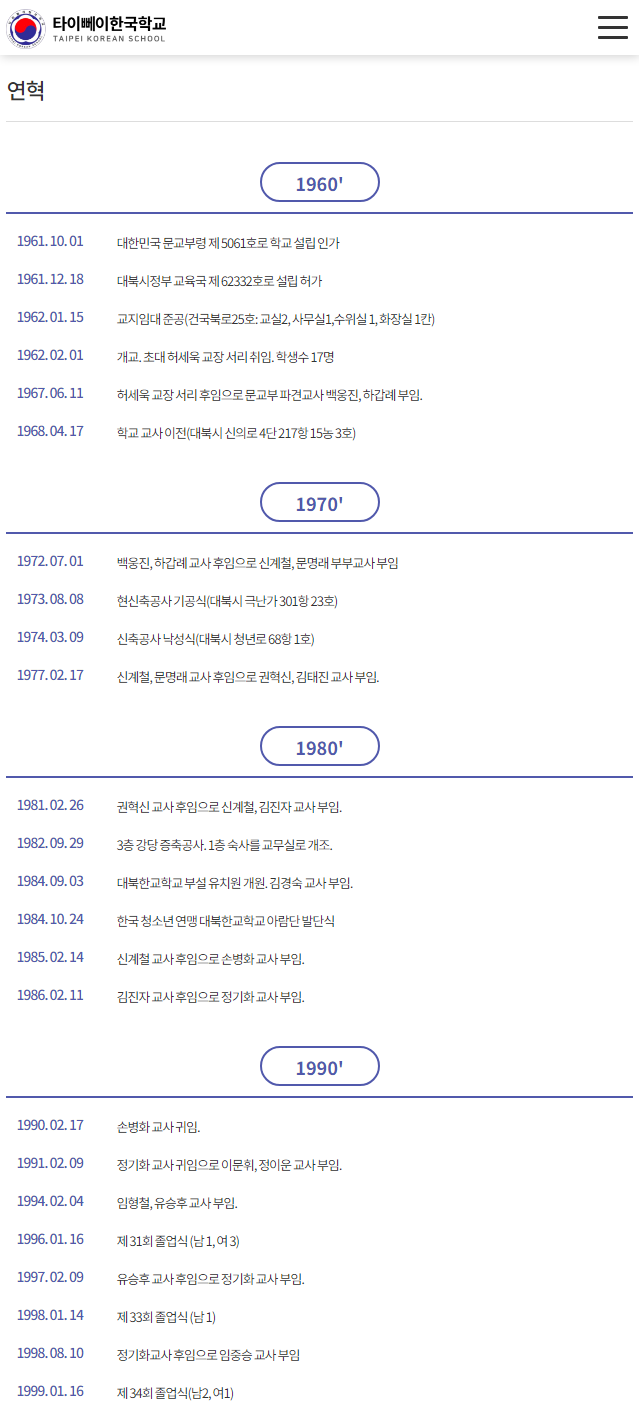 타이뻬이한국학교
TAIPEI KOREAN SCHOOL
연혁
1960'
1961. 10. 01 대한민국 문교부령 제 5061호로 학교 설립 인가
1961. 12. 18 대북시정부 교육국 제 62332호로 설립 허가
1962. 01. 15 교지임대 준공(건국북로25호: 교실2, 사무실1,수위실 1, 화장실 1칸)
1962. 02. 01 개교. 초대 허세욱 교장 서리 취임. 학생수 17명
1967. 06. 11 허세욱 교장 서리 후임으로 문교부 파견교사 백웅진, 하갑례 부임.
1968. 04. 17 학교 교사 이전(대북시 신의로 4단 217항 15농 3호)
1970'
1972. 07. 01 백웅진, 하갑례 교사 후임으로 신계철, 문명래 부부교사 부임
1973. 08. 08 현신축공사 기공식(대북시 극난가 301항 23호)
1974. 03. 09 신축공사 낙성식(대북시 청년로 68항 1호)
1977. 02. 17 신계철, 문명래 교사 후임으로 권혁신, 김태진 교사 부임.
1980'
1981. 02. 26 권혁신 교사 후임으로 신계철, 김진자 교사 부임.
1982. 09. 29 3층 강당 증축공사. 1층 숙사를 교무실로 개조.
1984. 09. 03 대북한교학교 부설 유치원 개원. 김경숙 교사 부임.
1984. 10. 24 한국 청소년 연맹 대북한교학교 아람단 발단식
1985. 02. 14 신계철 교사 후임으로 손병화 교사 부임.
1986. 02. 11 김진자 교사 후임으로 정기화 교사 부임.
1990'
1990. 02. 17 손병화 교사 귀임.
1991. 02. 09 정기화 교사 귀임으로 이문휘, 정이운 교사 부임.
1994. 02. 04 임형철, 유승후 교사 부임.
1996. 01. 16 제 31회 졸업식 (남 1, 여 3)
1997. 02. 09 유승후 교사 후임으로 정기화 교사 부임.
1998. 01. 14 제 33회 졸업식 (남 1)
1998. 08. 10 정기화교사 후임으로 임중승 교사 부임
1999. 01. 16 제 34회 졸업식(남2, 여1)